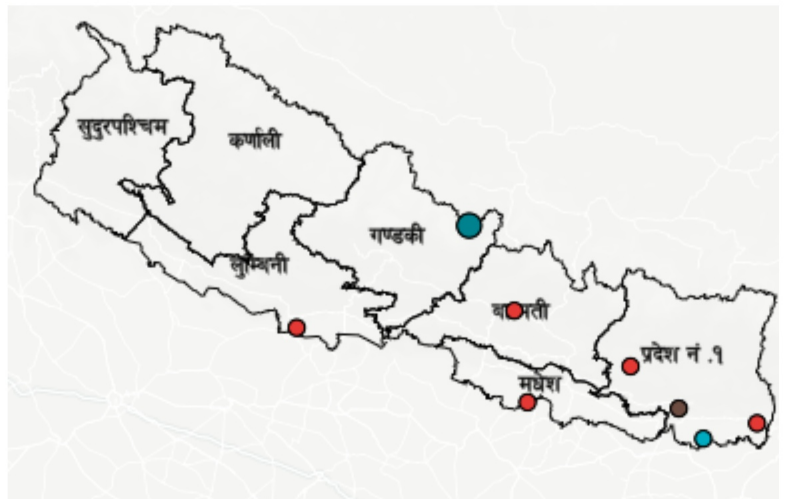 सुदुरपश्चिम
कर्णाली
गण्डकी
लुम्बिनी
प्रदेश नं .१
मधेश